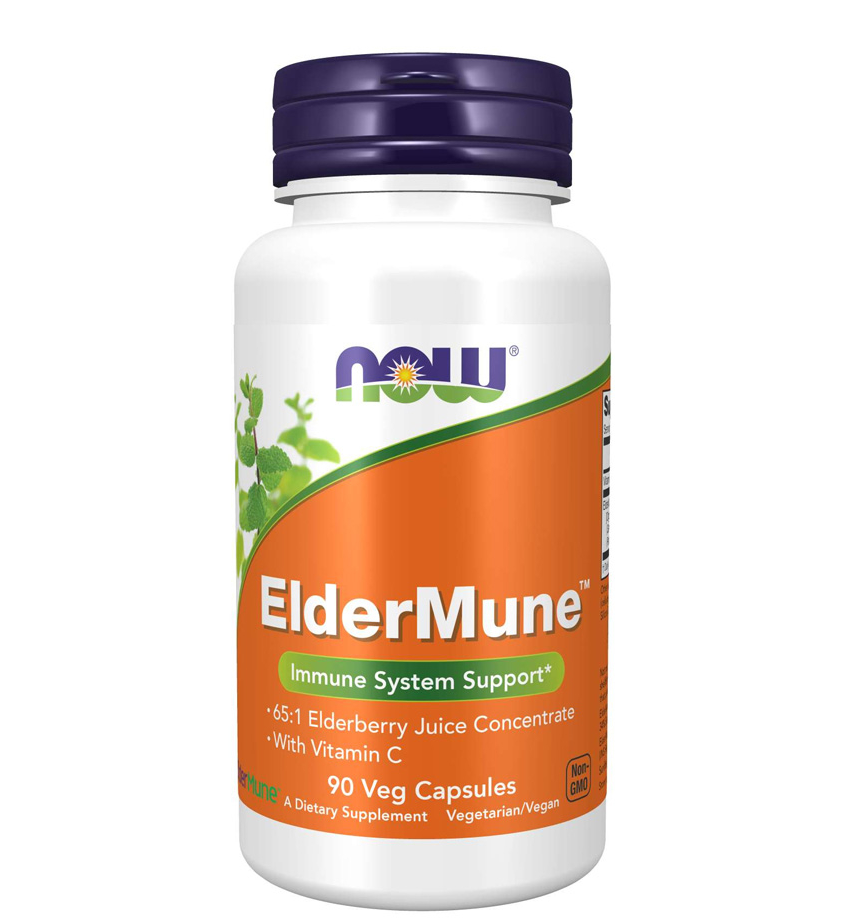 now®
ElderMune™
Immune System Support*
• 65:1 Elderberry Juice Concentrate
• With Vitamin C
90 Veg Capsules
Non-
GMO
A Dietary Supplement
Vegetarian/Vegan